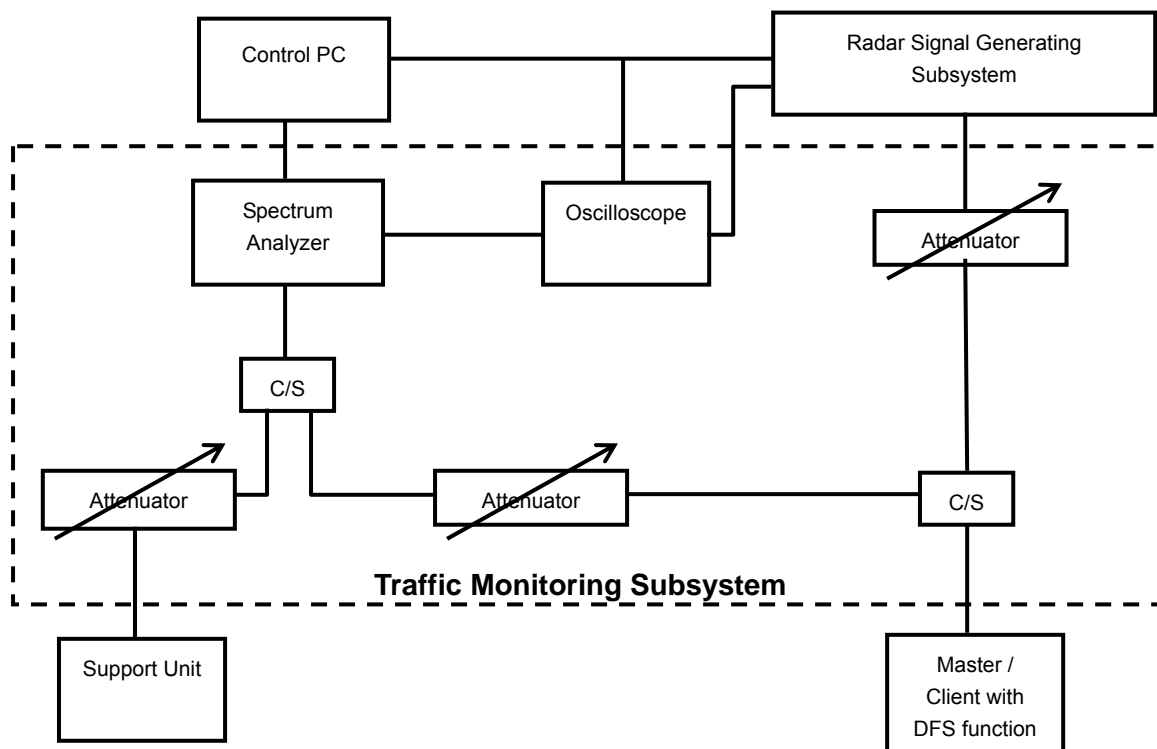 Control PC
Radar Signal Generating
Subsystem
Spectrum
Analyzer
Oscilloscope
Attenuator
C/S
Attenuator
Attenuator
C/S
Traffic Monitoring Subsystem
Support Unit
Master /
Client with
DFS function